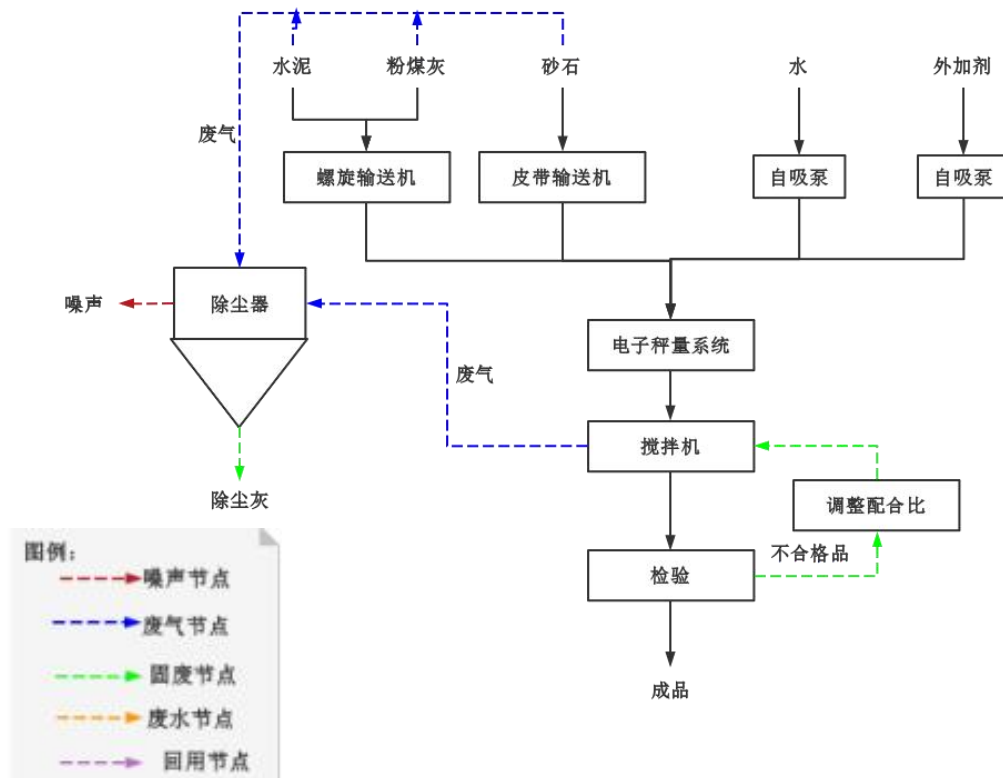 水泥
粉煤灰
砂石
水
外加剂
废气
螺旋输送机
皮带输送机
自吸泵
自吸泵
噪声
除尘器
电子秤量系统
废气
搅拌机
除尘灰
调整配合比
不合格品
检验
成品
图例：
噪声节点
废气节点
固废节点
废水节点
回用节点